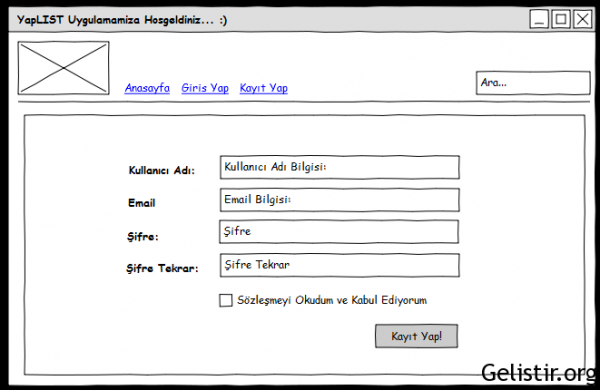 YapLIST Uygulamamiza Hosgeldiniz... :)
Anasayfa Giris Yap Kayıt Yap
Ara...
Kullanıcı Adı: Kullanıcı Adı Bilgisi:
Email Email Bilgisi:
Şifre: Şifre
Şifre Tekrar: Şifre Tekrar
Sözleşmeyi Okudum ve Kabul Ediyorum
Kayıt Yap!
Gelistir.org